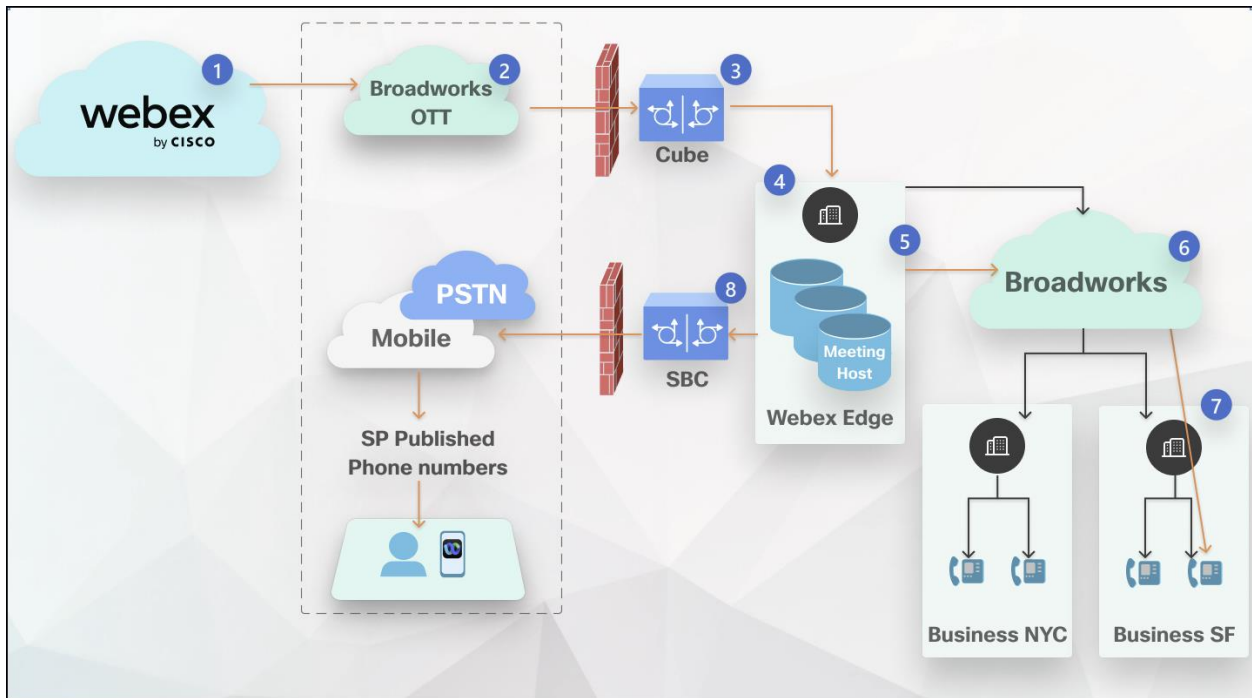 1
webex
by CISCO
2
Broadworks
OTT
3
Cube
4
5
6
Broadworks
PSTN
Mobile
8
SBC
Meeting
Host
Webex Edge
SP Published
Phone numbers
7
Business NYC
Business SF